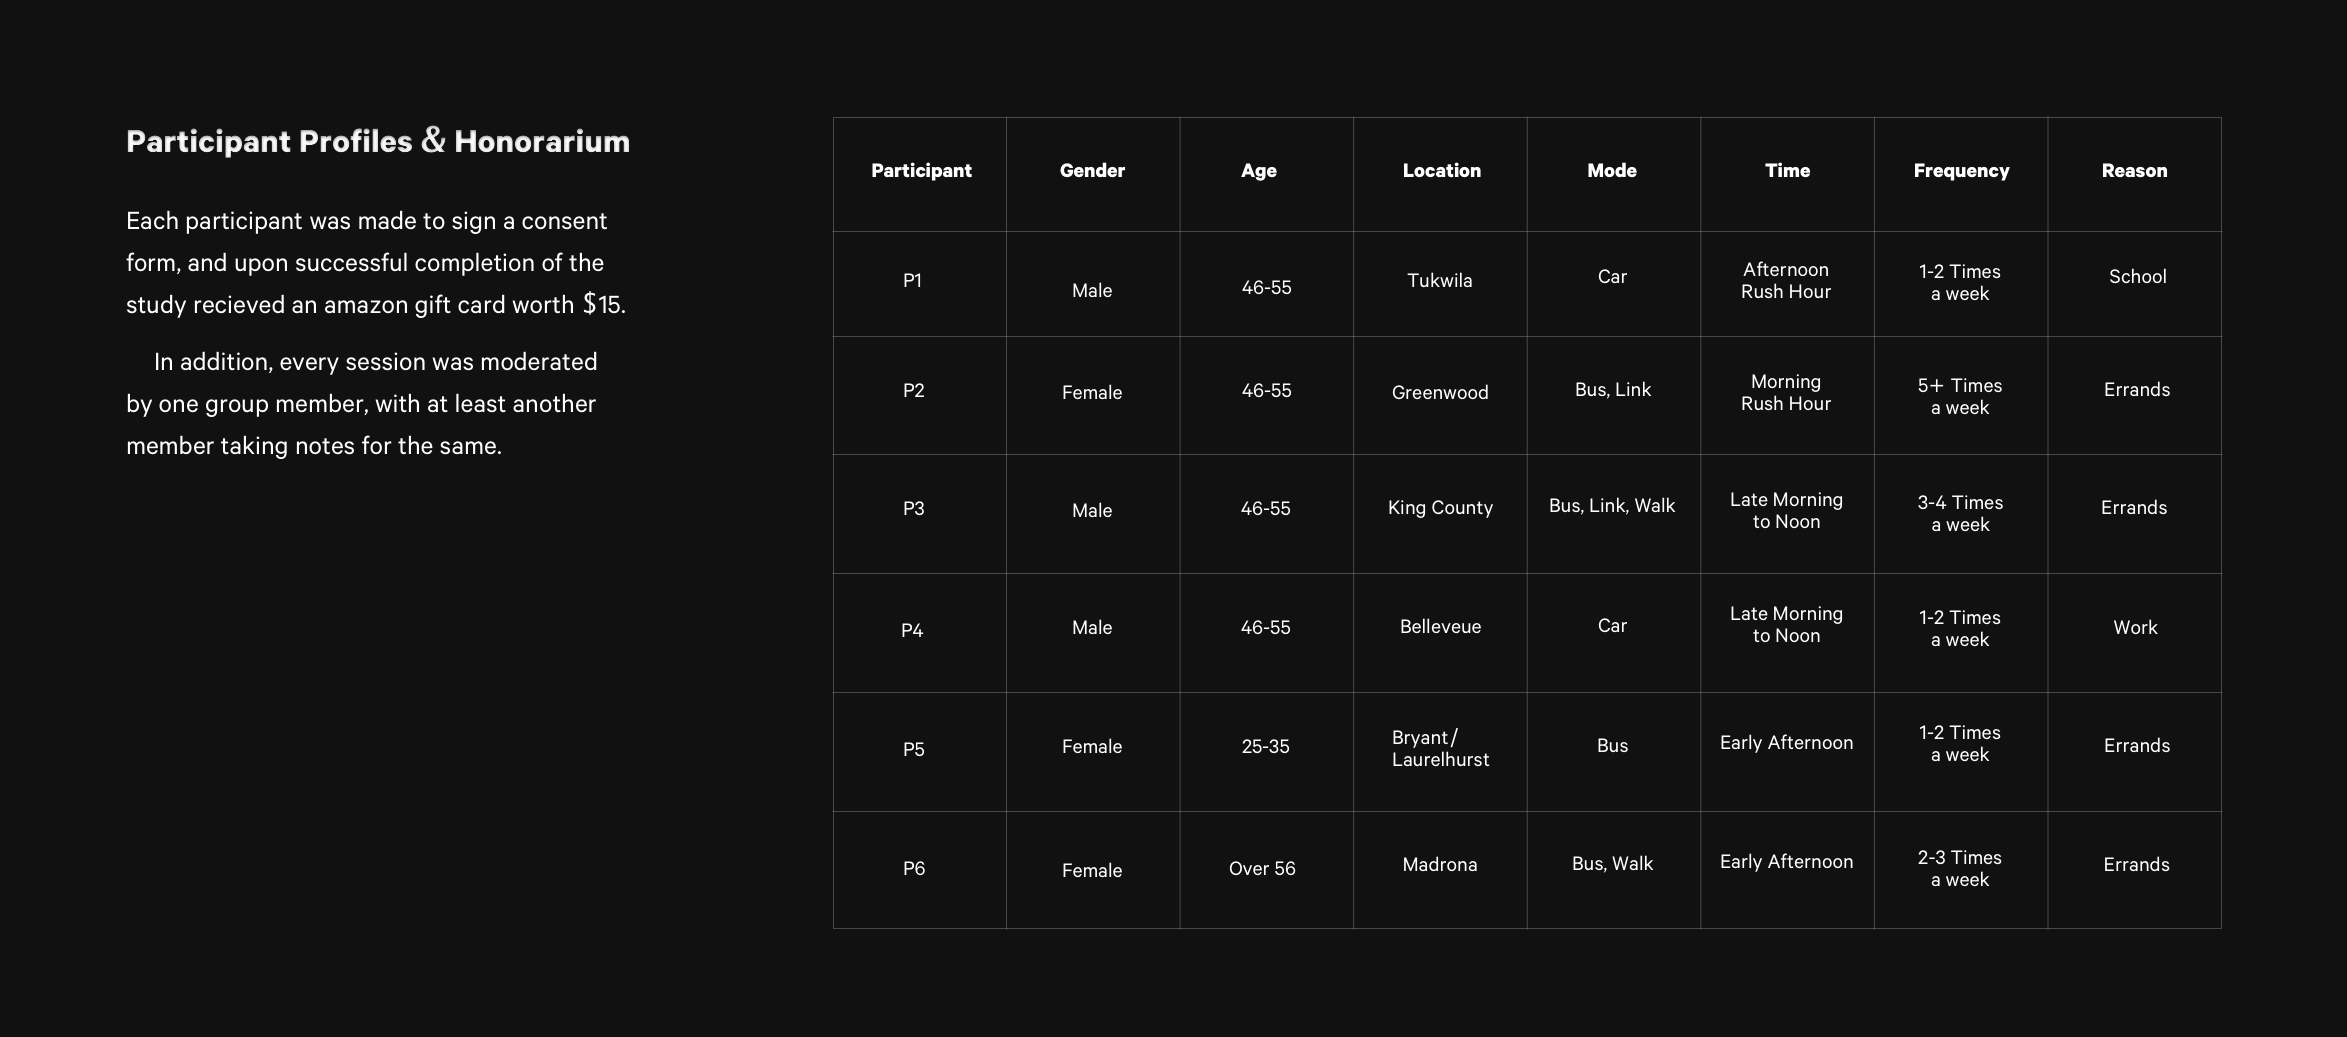 Participant Profiles & Honorarium
Each participant was made to sign a consent
form, and upon successful completion of the
study recieved an amazon gift card worth $15.
In addition, every session was moderated
by one group member, with at least another
member taking notes for the same.
Participant Gender Age Location Mode Time Frequency Reason
P1 Male 46-55 Tukwila Car Afternoon
Rush Hour 1-2 Times
a week School
P2 Female 46-55 Greenwood Bus, Link Morning
Rush Hour 5+ Times
a week Errands
P3 Male 46-55 King County Bus, Link, Walk Late Morning
to Noon 3-4 Times
a week Errands
P4 Male 46-55 Belleveue Car Late Morning
to Noon 1-2 Times
a week Work
P5 Female 25-35 Bryant/
Laurelhurst Bus Early Afternoon 1-2 Times
a week Errands
P6 Female Over 56 Madrona Bus, Walk Early Afternoon 2-3 Times
a week Errands